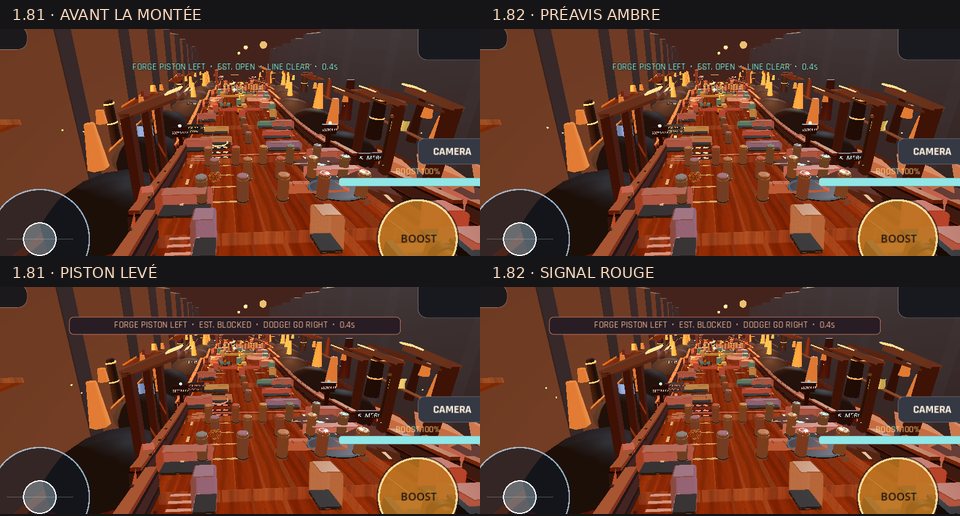 1.81 · AVANT LA MONTÉE
FORGE PISTON LEFT • EST. OPEN • LINE CLEAR • 0.4s
CAMERA
BOOST 100%
BOOST
1.82 · PRÉAVIS AMBRE
FORGE PISTON LEFT • EST. OPEN • LINE CLEAR • 0.4s
CAMERA
BOOST 100%
BOOST
1.81 · PISTON LEVÉ
FORGE PISTON LEFT • EST. BLOCKED • DODGE! GO RIGHT • 0.4s
CAMERA
BOOST 100%
BOOST
1.82 · SIGNAL ROUGE
FORGE PISTON LEFT • EST. BLOCKED • DODGE! GO RIGHT • 0.4s
CAMERA
BOOST 100%
BOOST